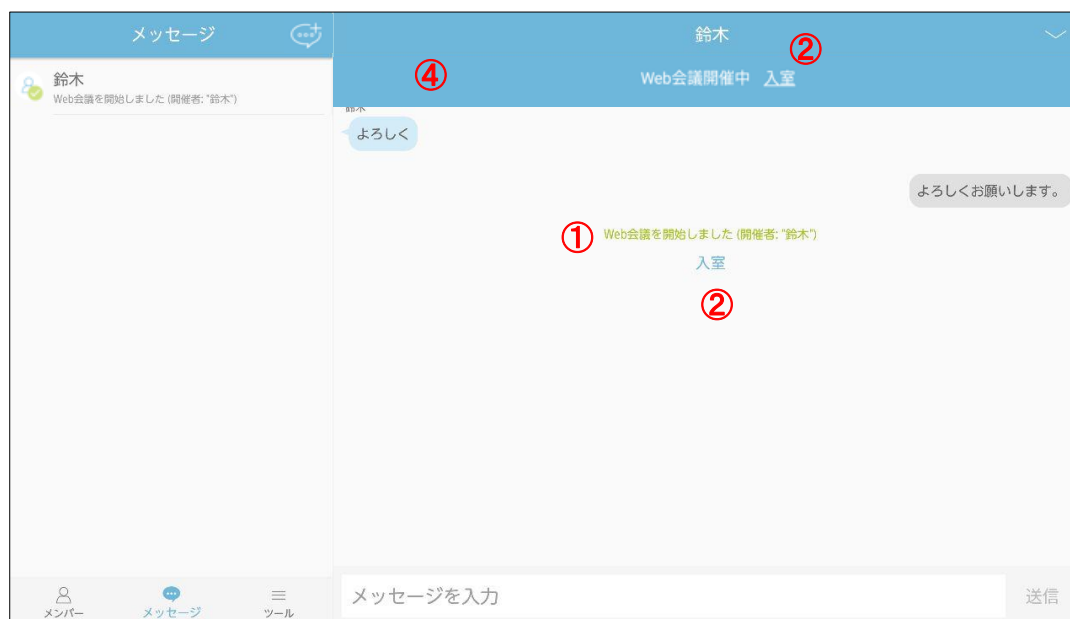 メッセージ
鈴木
Web会議を開始しました (開催者: "鈴木")
メンバー
メッセージ
ツール
鈴木
②
④
Web会議開催中 入室
鈴木
よろしく
よろしくお願いします。
① Web会議を開始しました (開催者: "鈴木")
入室
②
メッセージを入力
送信